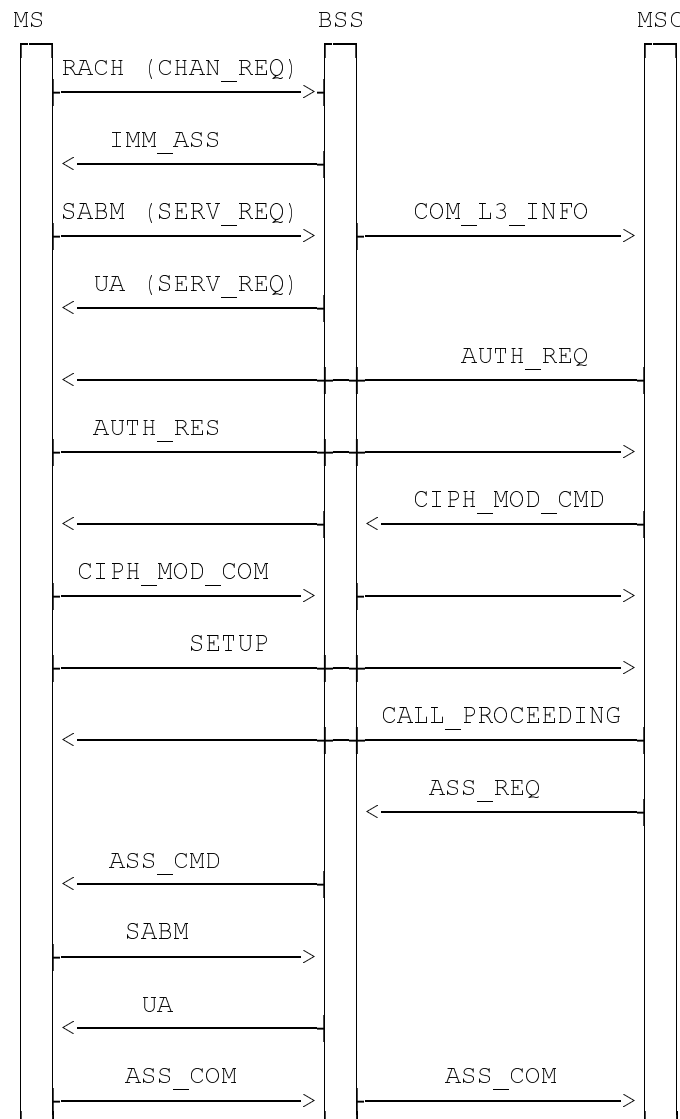 MS BSS MSC
RACH (CHAN_REQ)
IMM_ASS
SABM (SERV_REQ) COM_L3_INFO
UA (SERV_REQ)
AUTH_REQ
AUTH_RES
CIPH_MOD_CMD
CIPH_MOD_COM
SETUP
CALL_PROCEEDING
ASS_REQ
ASS_CMD
SABM
UA
ASS_COM ASS_COM